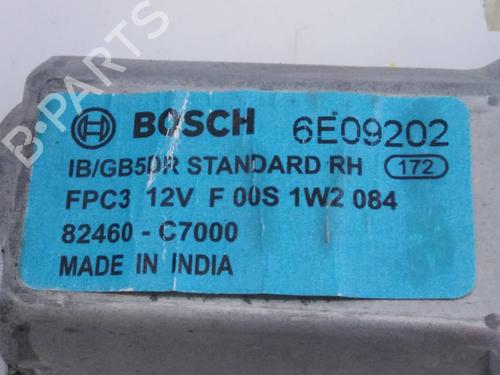 B-PARTS
BOSCH 6E09202
IB/GB5DR STANDARD RH 172
FPC3 12V F 00S 1W2 084
82460 - C7000
MADE IN INDIA